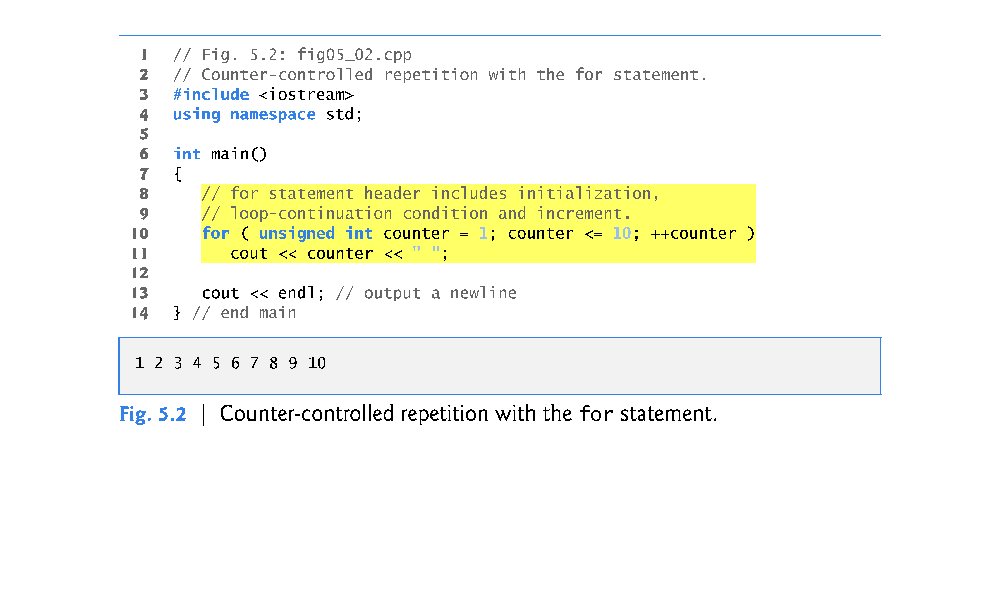 1 // Fig. 5.2: fig05_02.cpp
2 // Counter-controlled repetition with the for statement.
3 #include <iostream>
4 using namespace std;
5
6 int main()
7 {
8    // for statement header includes initialization,
9    // loop-continuation condition and increment.
10    for ( unsigned int counter = 1; counter <= 10; ++counter )
11       cout << counter << " ";
12
13    cout << endl; // output a newline
14 } // end main
1 2 3 4 5 6 7 8 9 10
Fig. 5.2 | Counter-controlled repetition with the for statement.